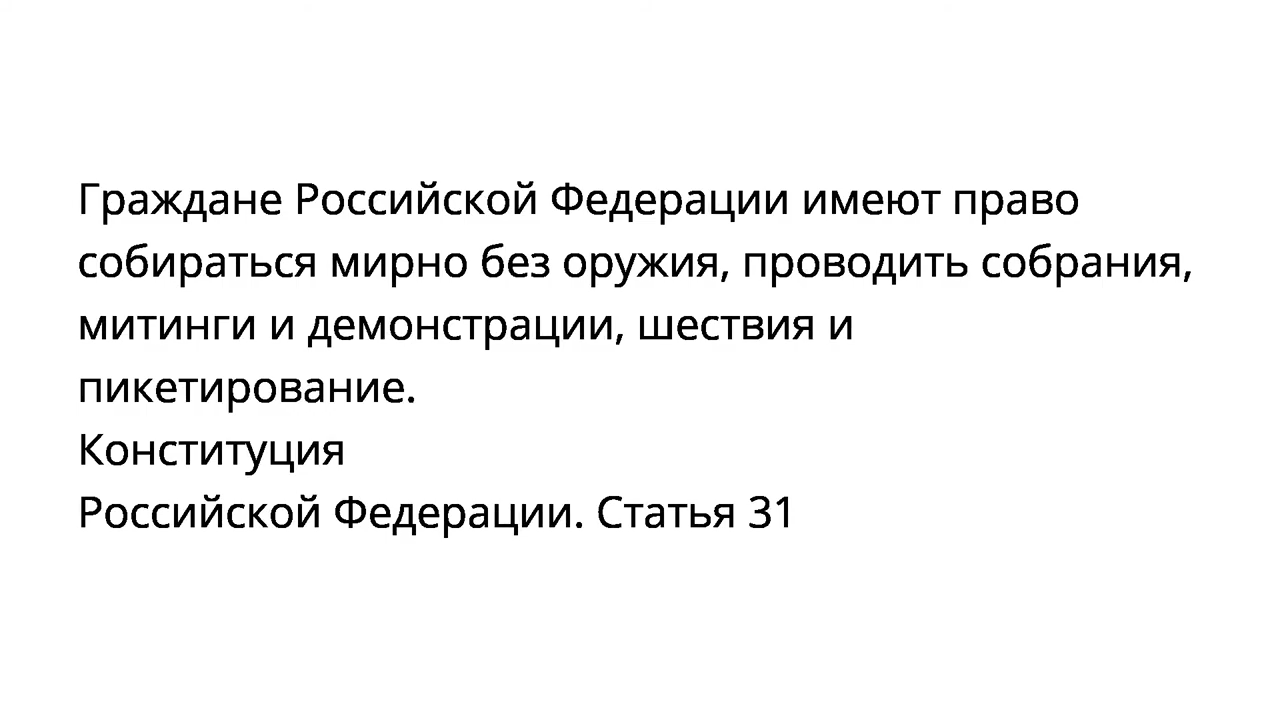 Граждане Российской Федерации имеют право
собираться мирно без оружия, проводить собрания,
митинги и демонстрации, шествия и
пикетирование.
Конституция
Российской Федерации. Статья 31